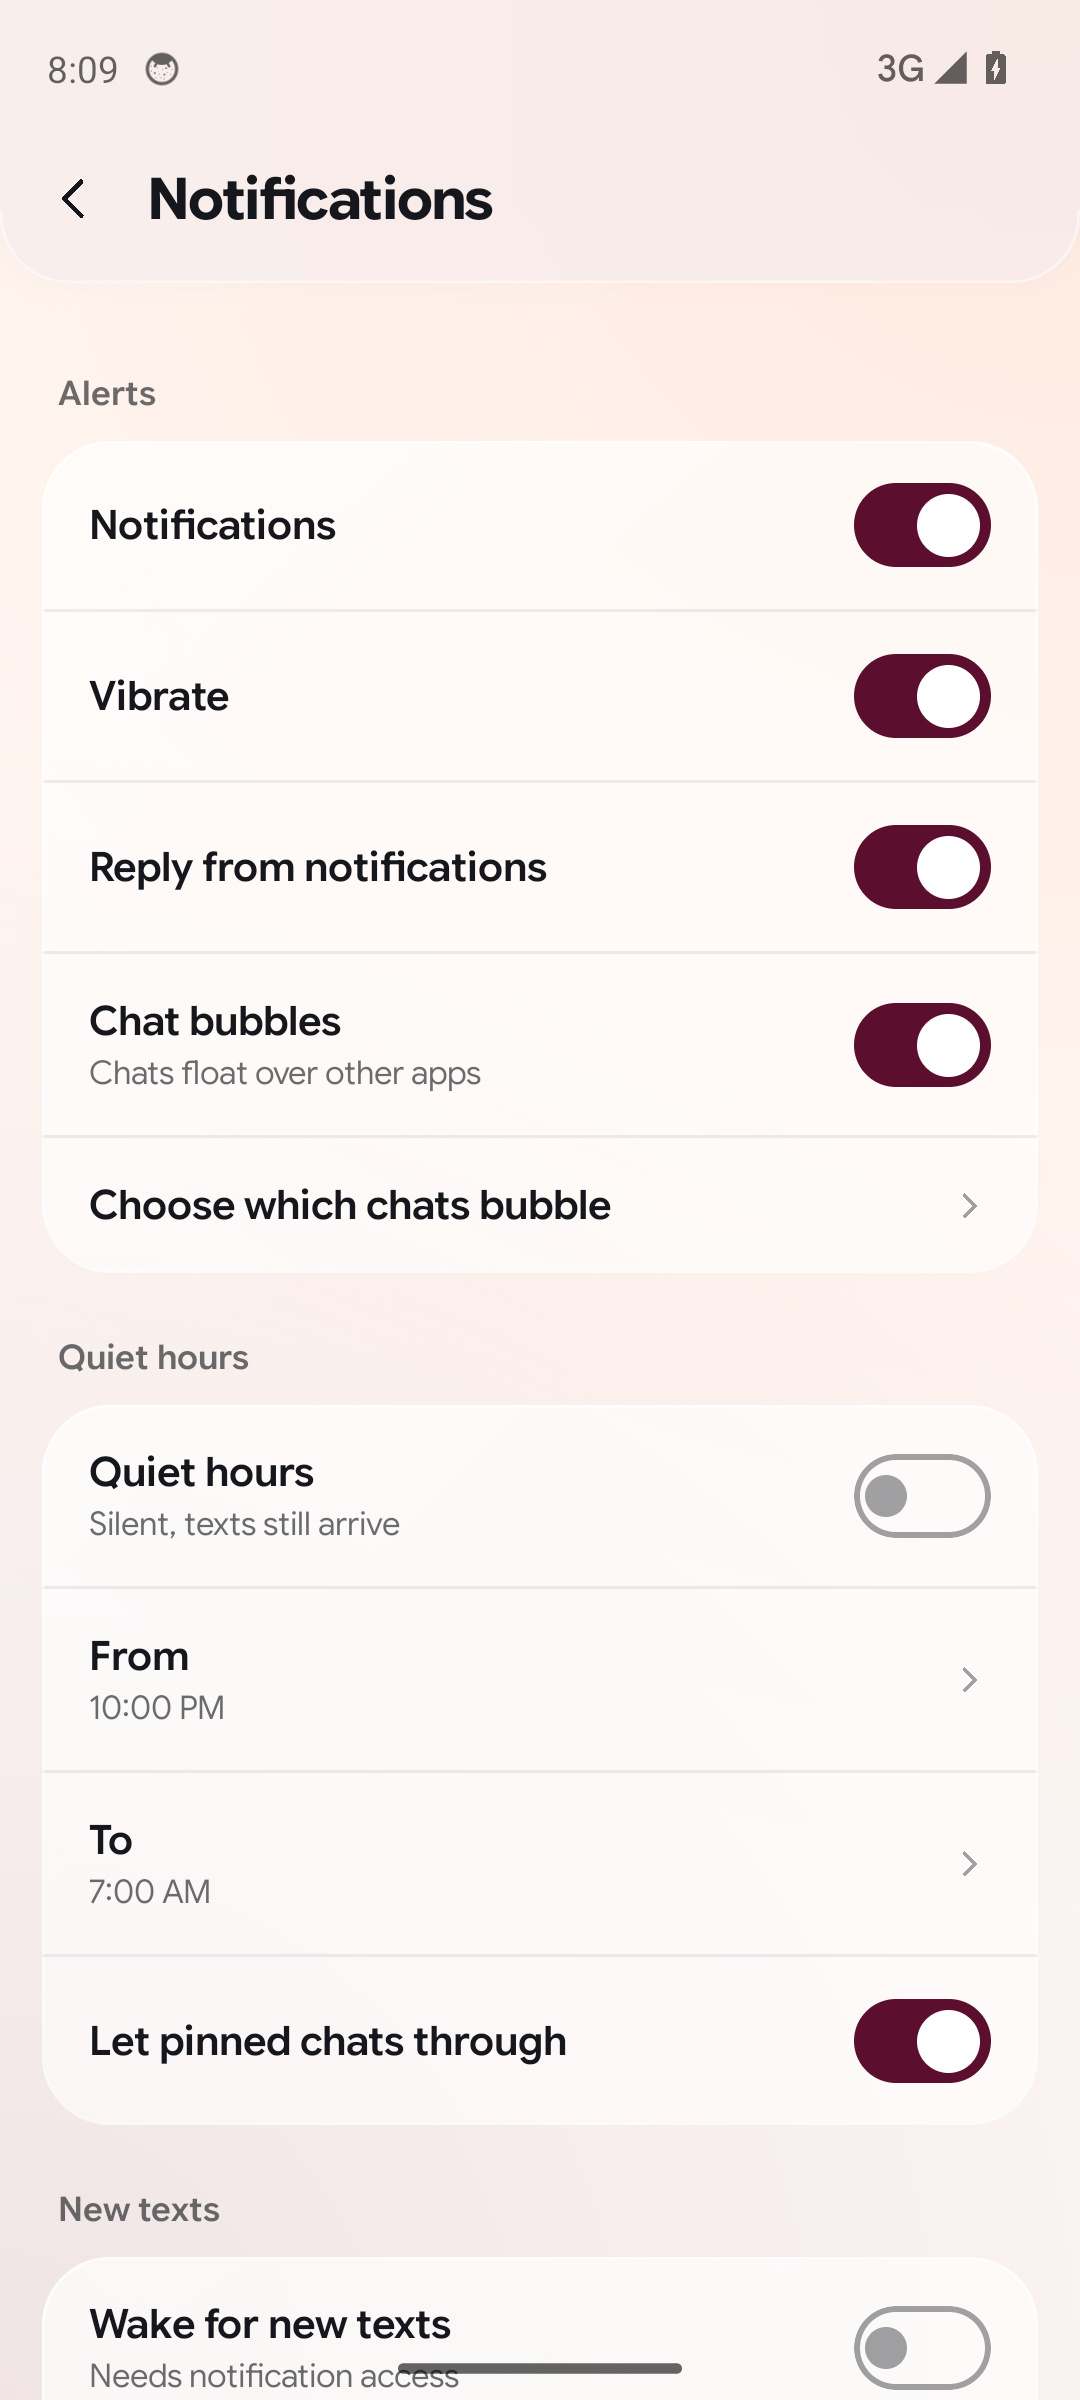 8:09
3G
Notifications
Alerts
Notifications
Vibrate
Reply from notifications
Chat bubbles
Chats float over other apps
Choose which chats bubble
Quiet hours
Quiet hours
Silent, texts still arrive
From
10:00 PM
To
7:00 AM
Let pinned chats through
New texts
Wake for new texts
Needs notification access